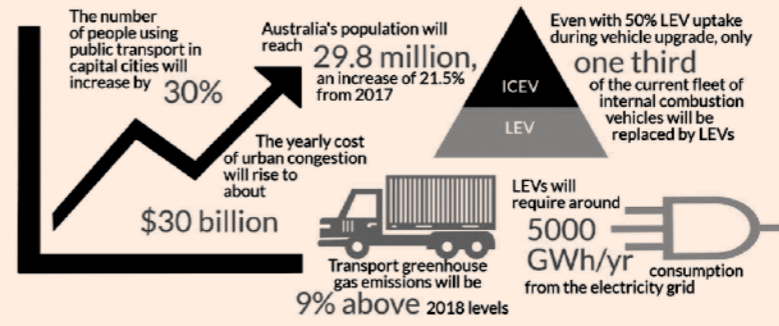 The number
of people using
public transport in
capital cities will
increase by 30%
Australia's population will
reach 29.8 million,
an increase of 21.5%
from 2017
The yearly cost
of urban congestion
will rise to
about
$30 billion
Transport greenhouse
gas emissions will be
9% above 2018 levels
Even with 50% LEV uptake
during vehicle upgrade, only
one third
of the current fleet of
internal combustion
vehicles will be
replaced by LEVs
ICEV
LEV
LEVs will
require around
5000
GWh/yr consumption
from the electricity grid